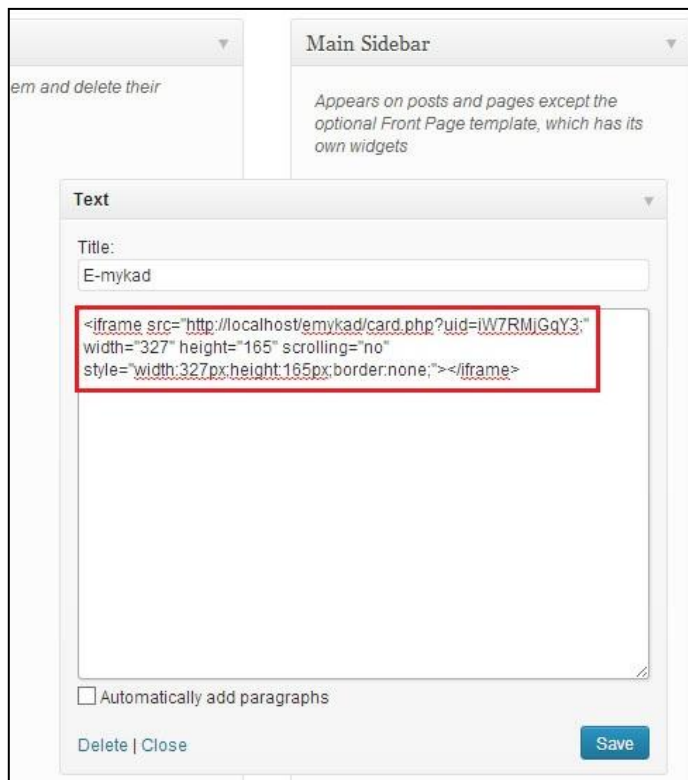 Main Sidebar
em and delete their
Appears on posts and pages except the
optional Front Page template, which has its
own widgets
Text
Title:
E-mykad
<iframe src="http://localhost/emykad/card.php?uid=iW7RMjGqY3;"
width="327" height="165" scrolling="no"
style="width:327px;height:165px;border:none;"></iframe>
Automatically add paragraphs
Delete | Close
Save